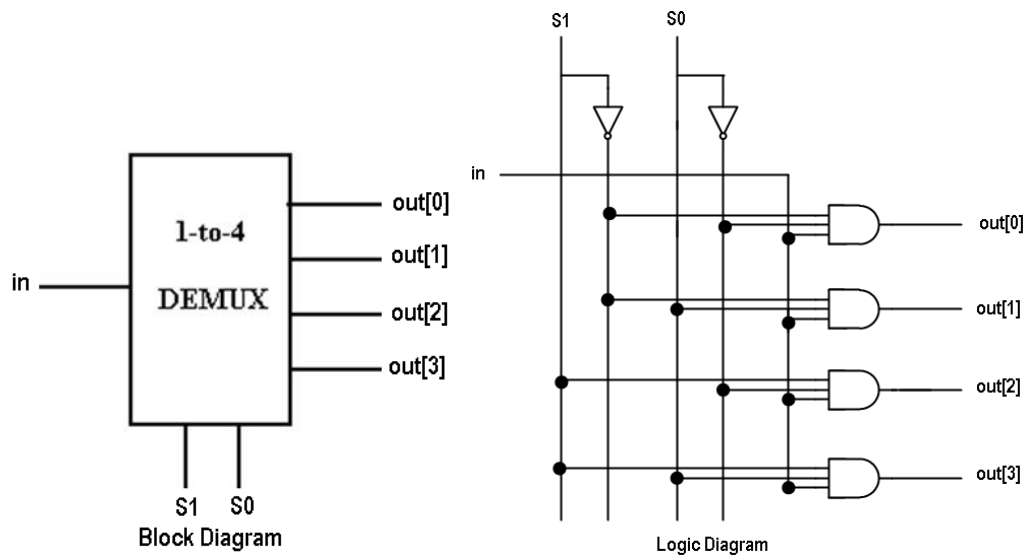 in
1-to-4
DEMUX
out[0]
out[1]
out[2]
out[3]
S1 S0
Block Diagram
S1 S0
in
out[0]
out[1]
out[2]
out[3]
Logic Diagram